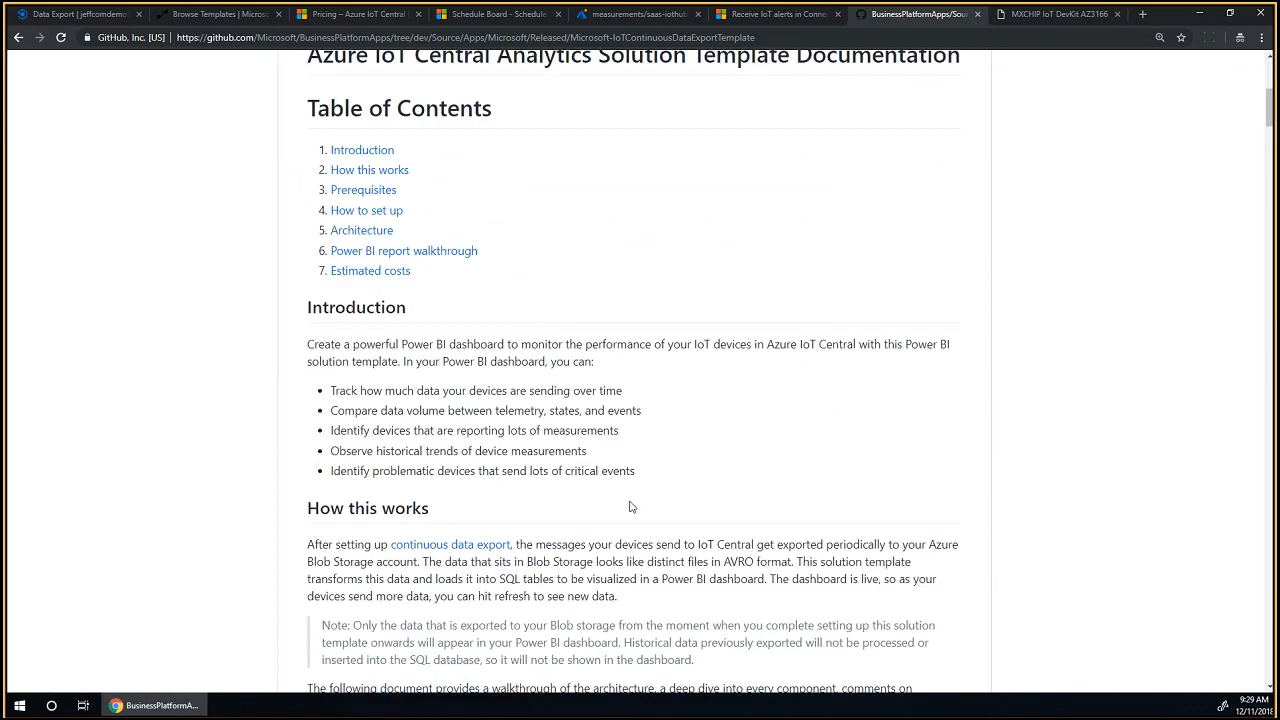 Data Export | jeffcomdemo
Browse Templates | Micros
Pricing – Azure IoT Central |
Schedule Board - Schedule
measurements/saas-iothub
Receive IoT alerts in Conne
BusinessPlatformApps/Sour
MXCHIP IoT DevKit AZ3166
GitHub, Inc. [US] | https://github.com/Microsoft/BusinessPlatformApps/tree/dev/Source/Apps/Microsoft/Released/Microsoft-IoTContinuousDataExportTemplate
Azure IoT Central Analytics Solution Template Documentation
Table of Contents
1. Introduction
2. How this works
3. Prerequisites
4. How to set up
5. Architecture
6. Power BI report walkthrough
7. Estimated costs
Introduction
Create a powerful Power BI dashboard to monitor the performance of your IoT devices in Azure IoT Central with this Power BI
solution template. In your Power BI dashboard, you can:
• Track how much data your devices are sending over time
• Compare data volume between telemetry, states, and events
• Identify devices that are reporting lots of measurements
• Observe historical trends of device measurements
• Identify problematic devices that send lots of critical events
How this works
After setting up continuous data export, the messages your devices send to IoT Central get exported periodically to your Azure
Blob Storage account. The data that sits in Blob Storage looks like distinct files in AVRO format. This solution template
transforms this data and loads it into SQL tables to be visualized in a Power BI dashboard. The dashboard is live, so as your
devices send more data, you can hit refresh to see new data.
Note: Only the data that is exported to your Blob storage from the moment when you complete setting up this solution
template onwards will appear in your Power BI dashboard. Historical data previously exported will not be processed or
inserted into the SQL database, so it will not be shown in the dashboard.
The following document provides a walkthrough of the architecture, a deep dive into every component, comments on
BusinessPlatformA...
9:29 AM
12/11/2018